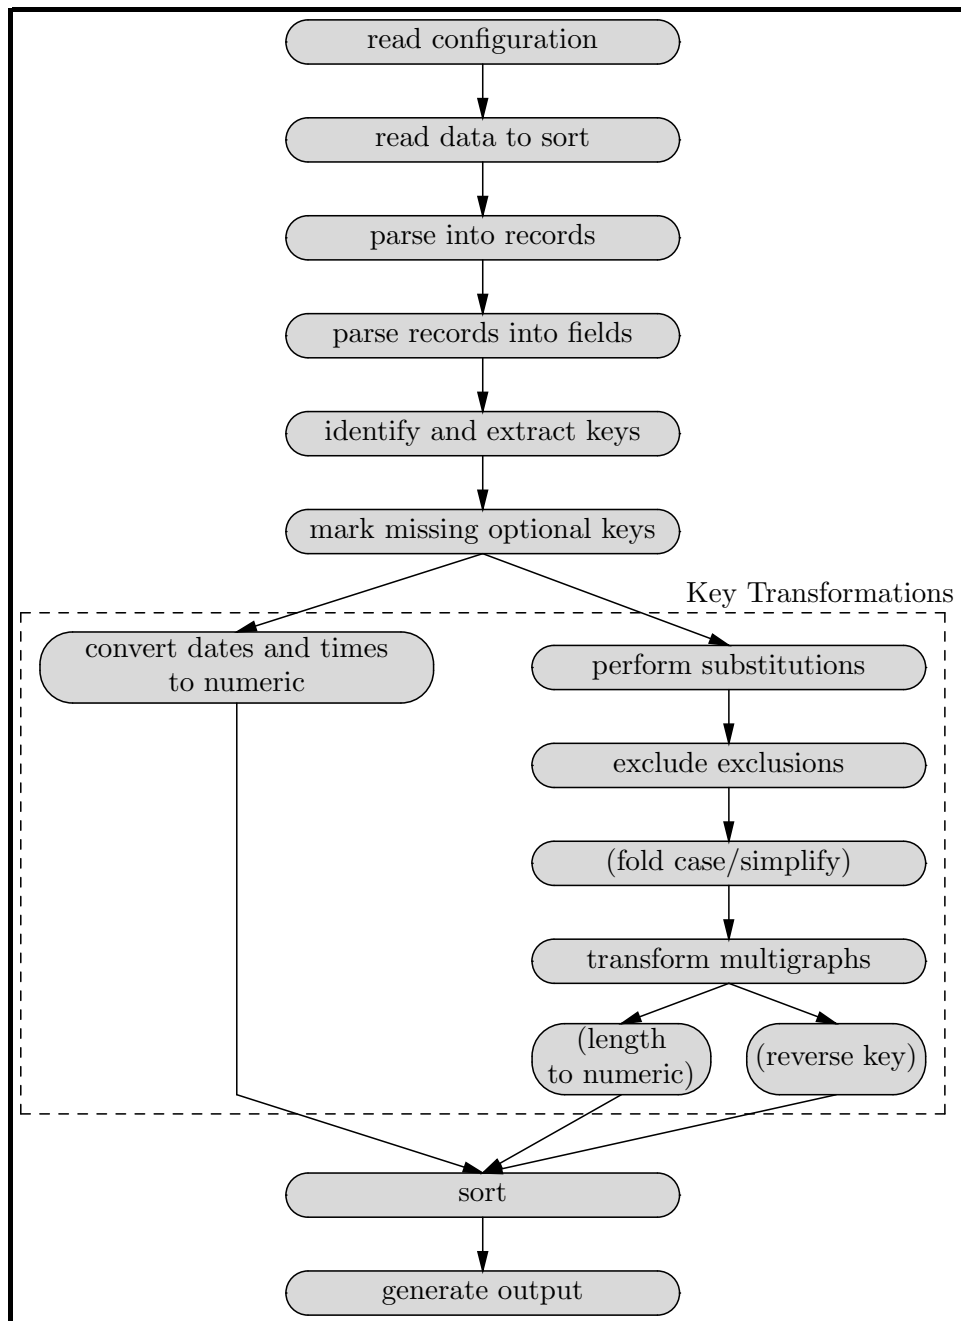 read configuration
read data to sort
parse into records
parse records into fields
identify and extract keys
mark missing optional keys
Key Transformations
convert dates and times
to numeric
perform substitutions
exclude exclusions
(fold case/simplify)
transform multigraphs
(length
to numeric)
(reverse key)
sort
generate output